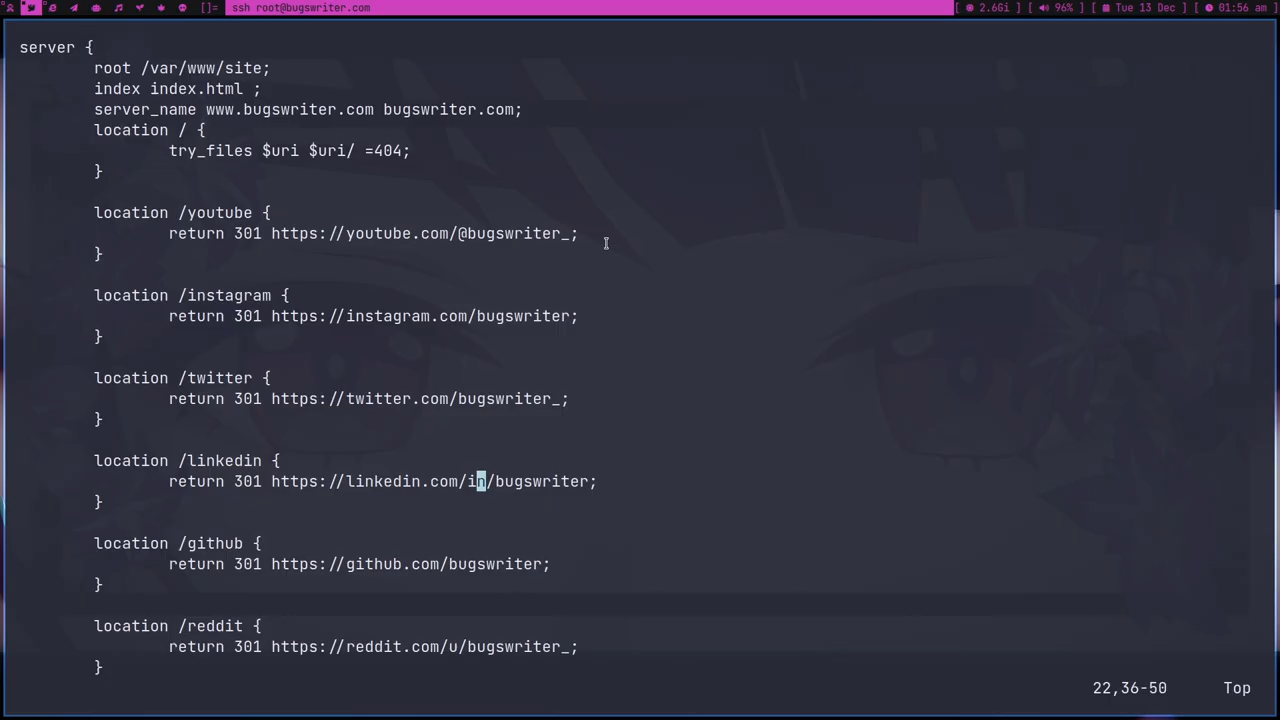 []= ssh root@bugswriter.com [ 2.6Gi ] [ 96% ] [ Tue 13 Dec ] [ 01:56 am ]
server {
root /var/www/site;
index index.html ;
server_name www.bugswriter.com bugswriter.com;
location / {
try_files $uri $uri/ =404;
}
location /youtube {
return 301 https://youtube.com/@bugswriter_;
}
location /instagram {
return 301 https://instagram.com/bugswriter;
}
location /twitter {
return 301 https://twitter.com/bugswriter_;
}
location /linkedin {
return 301 https://linkedin.com/in/bugswriter;
}
location /github {
return 301 https://github.com/bugswriter;
}
location /reddit {
return 301 https://reddit.com/u/bugswriter_;
}
22,36-50 Top